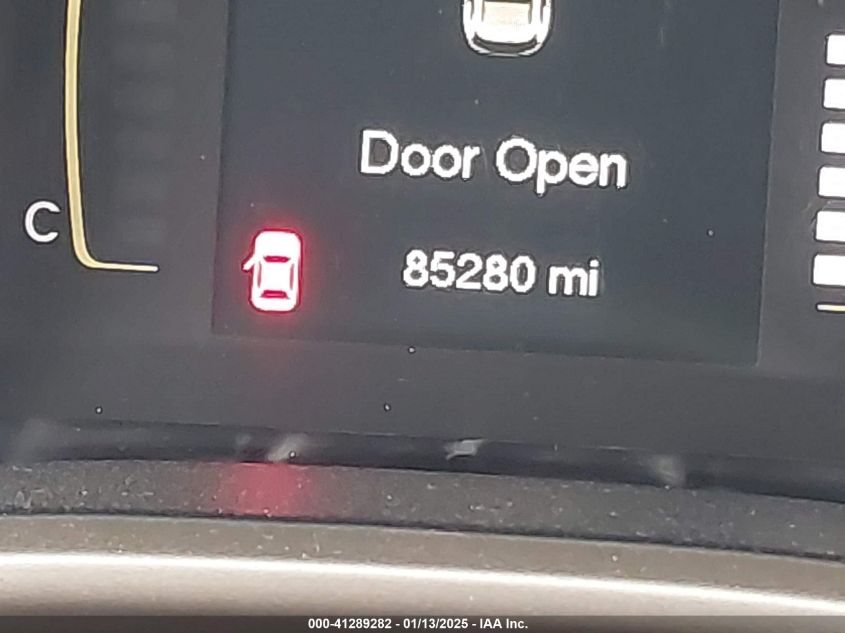 Door Open
C
85280 mi
000-41289282 - 01/13/2025 - IAA Inc.